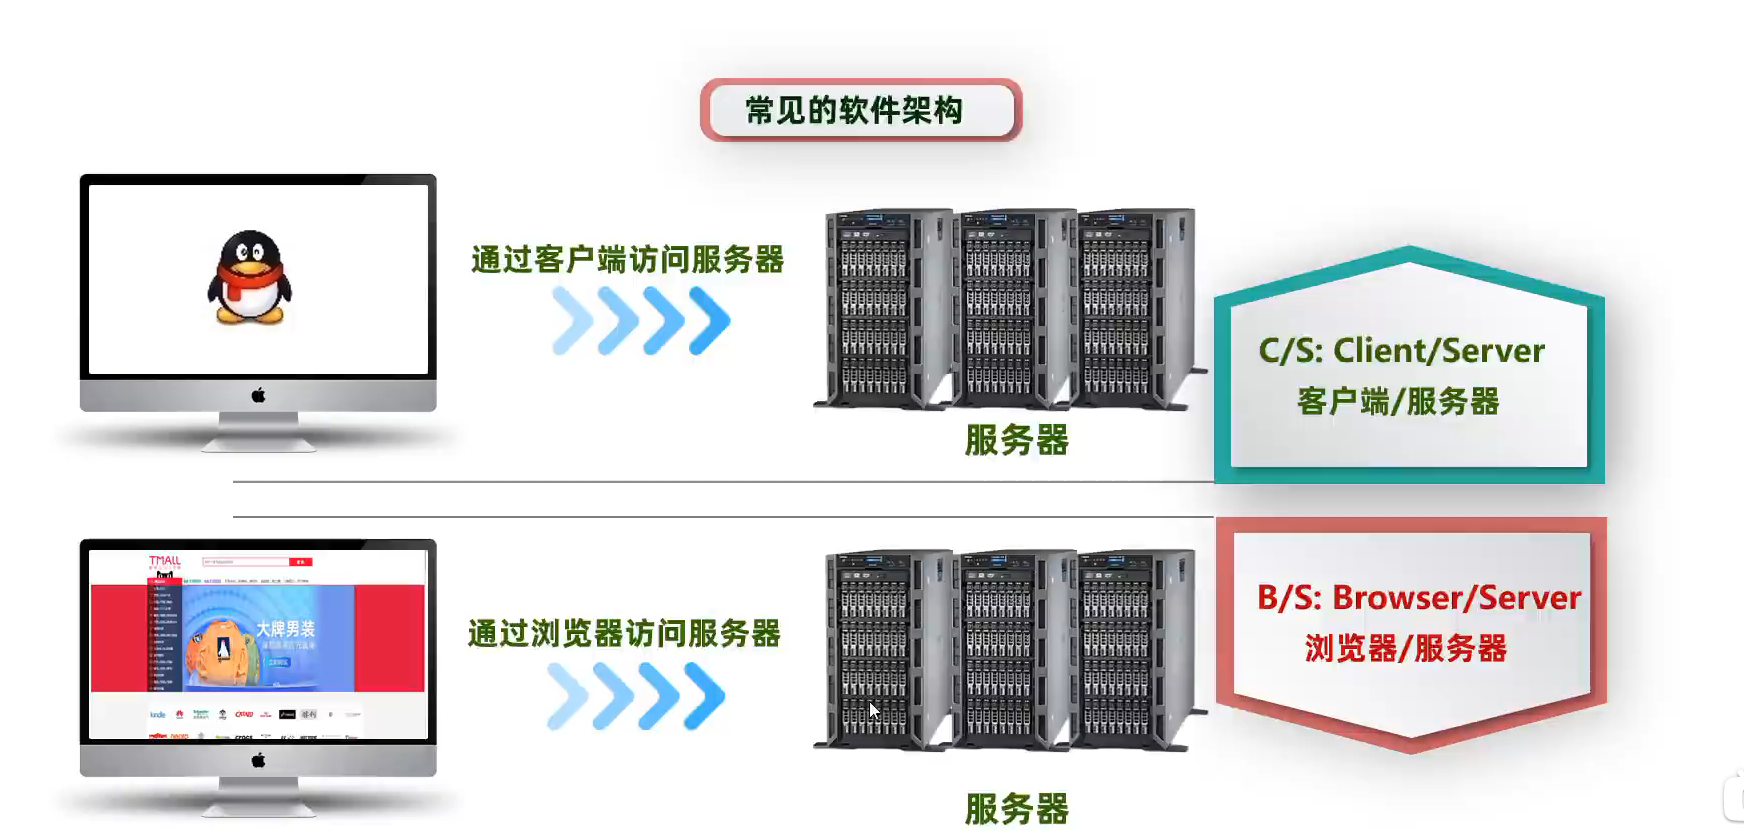 常见的软件架构
通过客户端访问服务器
服务器
C/S: Client/Server
客户端/服务器
TMALL
大牌男装
kindle
通过浏览器访问服务器
服务器
B/S: Browser/Server
浏览器/服务器